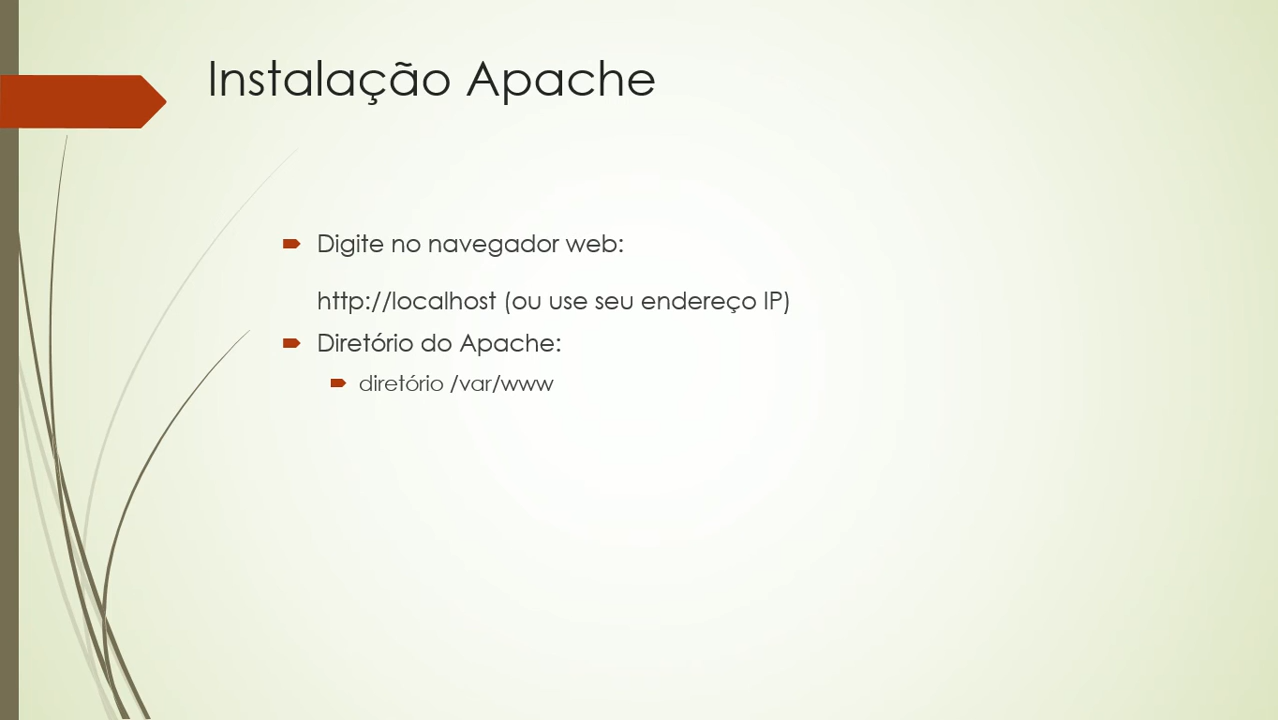 Instalação Apache
Digite no navegador web:
http://localhost (ou use seu endereço IP)
Diretório do Apache:
diretório /var/www